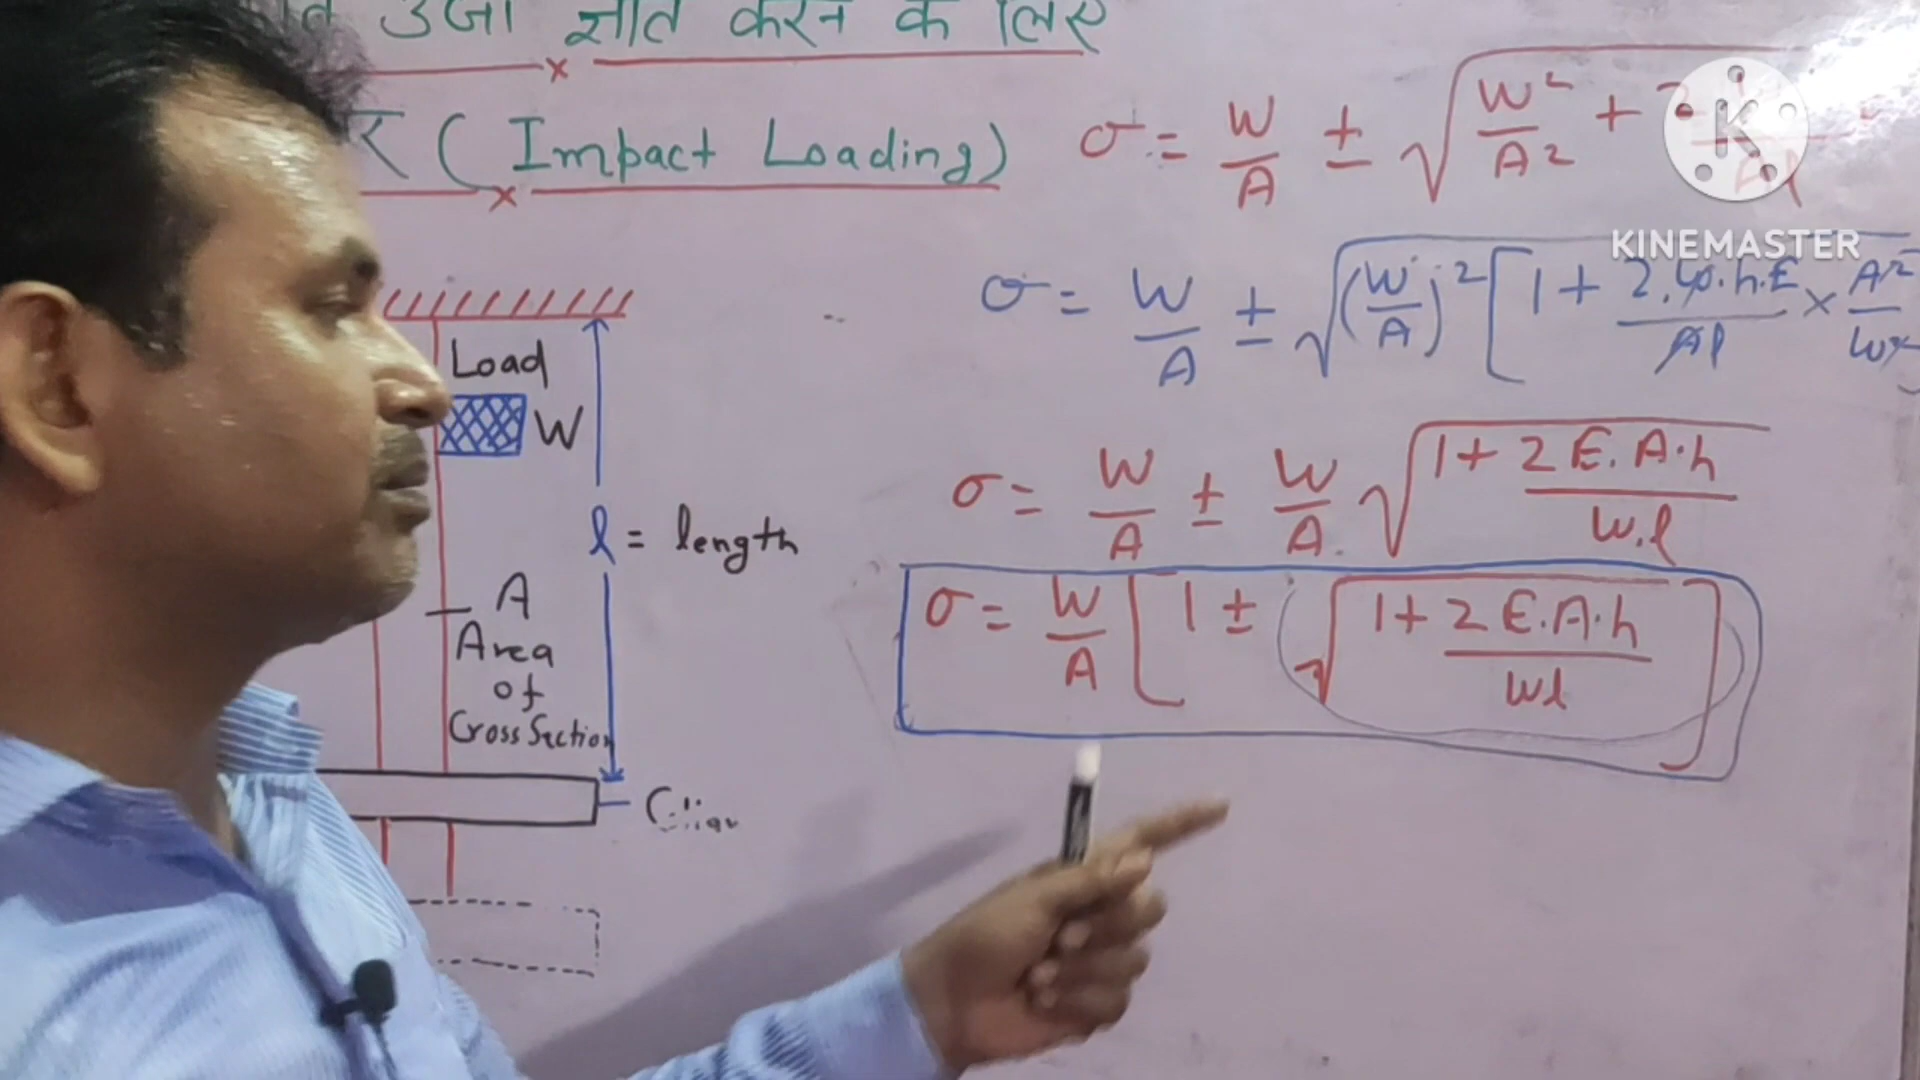 ऊर्जा ज्ञात करने के लिए
( Impact Loading )
Load
W
l = length
A
Area
of
Cross Section
σ = W/A ± √W²/A² +
σ = W/A ± √(W/A)² [1 + 2.W.h.E/Al × A²/W²
σ = W/A ± W/A √1 + 2E.A.h/W.l
σ = W/A [1 ± √1 + 2E.A.h/Wl]
K
KINEMASTER